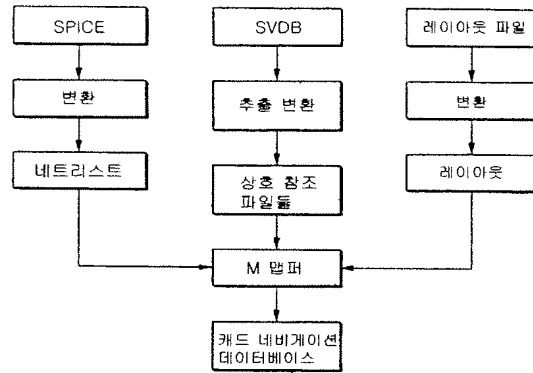 SPICE
SVDB
레이아웃 파일
변환
추출 변환
변환
네트리스트
상호 참조
파일들
레이아웃
M 맵퍼
캐드 네비게이션
데이터베이스